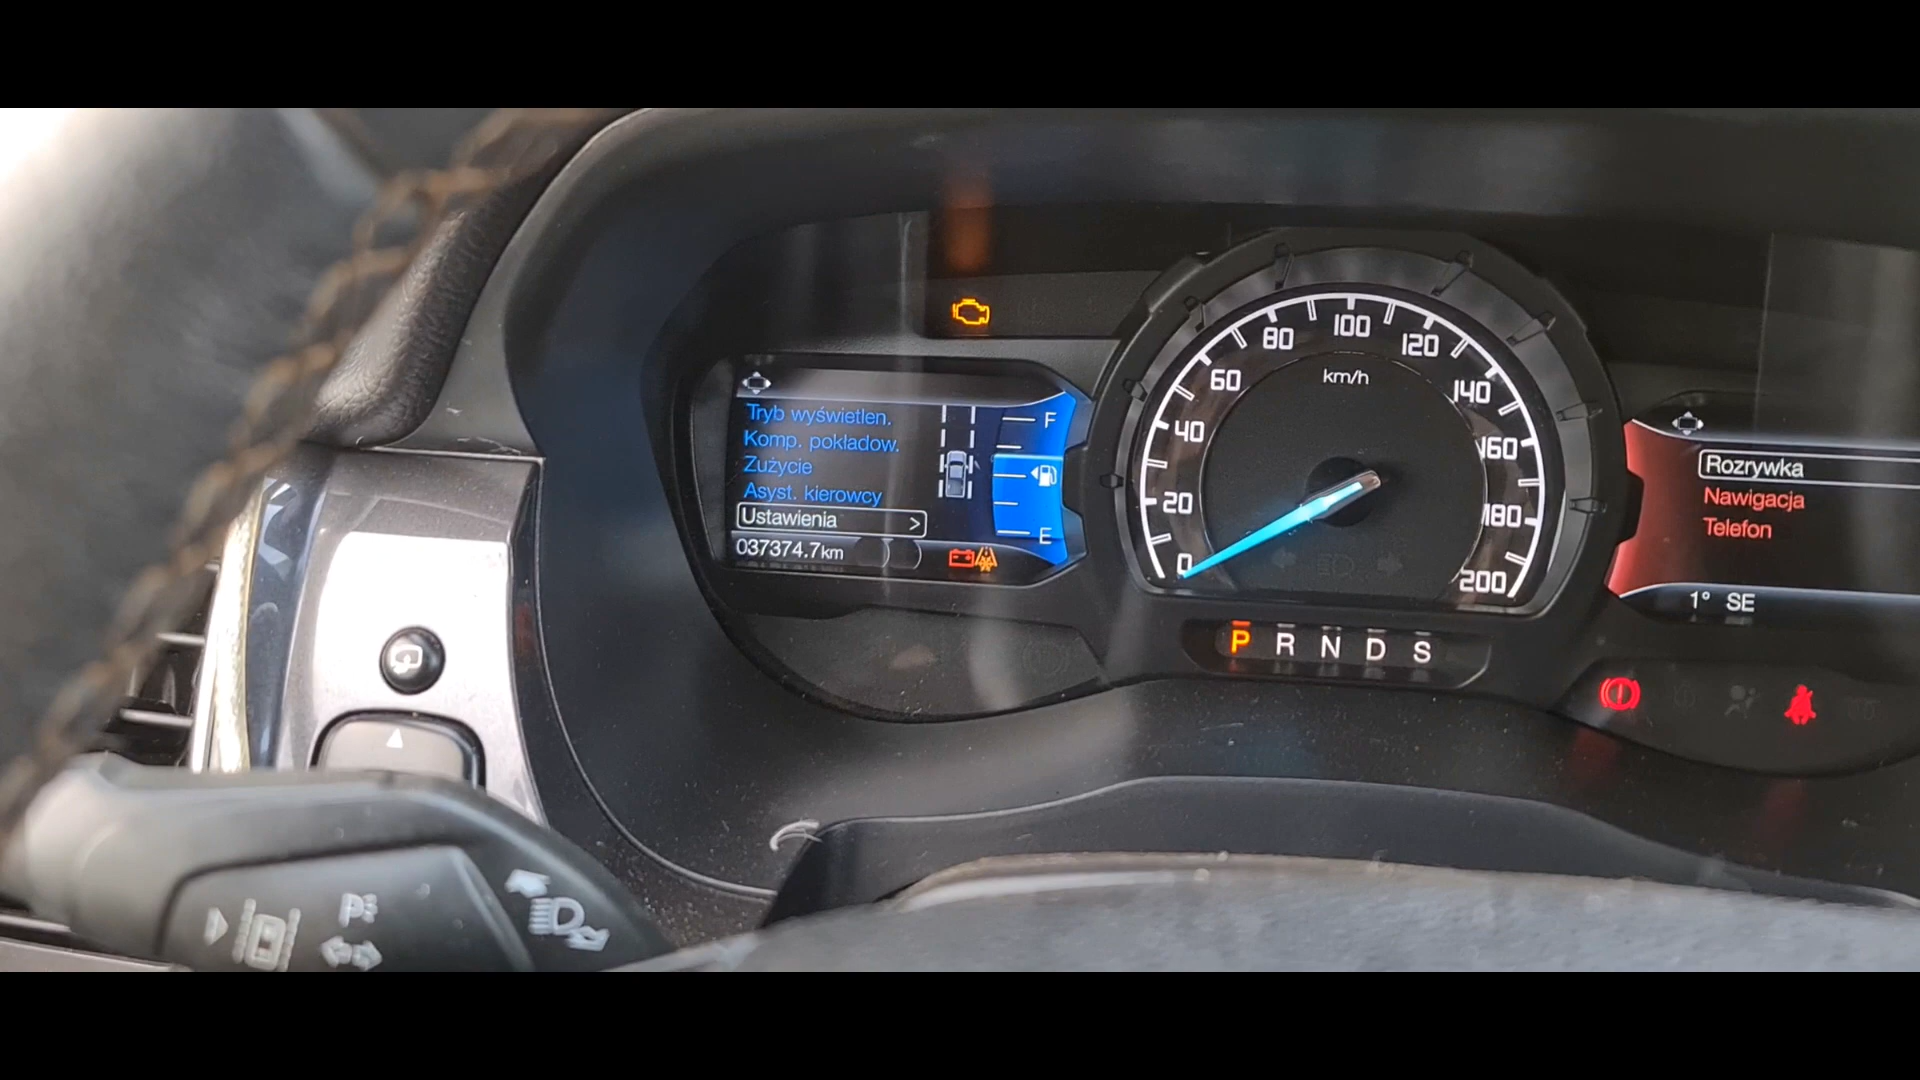 Tryb wyświetlen.
Komp. pokładow.
Zużycie
Asyst. kierowcy
Ustawienia >
037374.7km
F
E
0
20
40
60
80
100
120
140
160
180
200
km/h
P R N D S
Rozrywka
Nawigacja
Telefon
1° SE